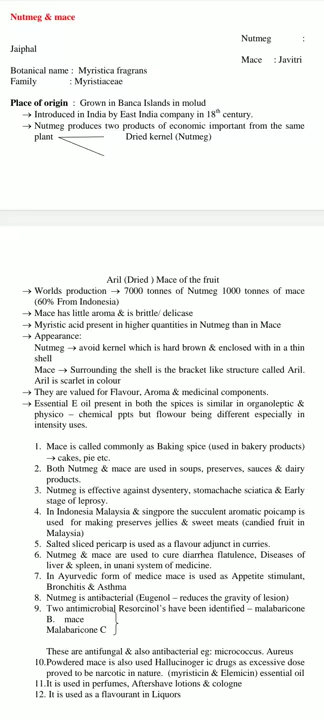 Nutmeg & mace
Nutmeg :
Jaiphal
Mace : Javitri
Botanical name : Myristica fragrans
Family : Myristiaceae
Place of origin : Grown in Banca Islands in molud
→ Introduced in India by East India company in 18th century.
→ Nutmeg produces two products of economic important from the same
plant Dried kernel (Nutmeg)
Aril (Dried ) Mace of the fruit
→ Worlds production → 7000 tonnes of Nutmeg 1000 tonnes of mace
(60% From Indonesia)
→ Mace has little aroma & is brittle/ delicase
→ Myristic acid present in higher quantities in Nutmeg than in Mace
→ Appearance:
Nutmeg → avoid kernel which is hard brown & enclosed with in a thin
shell
Mace → Surrounding the shell is the bracket like structure called Aril.
Aril is scarlet in colour
→ They are valued for Flavour, Aroma & medicinal components.
→ Essential E oil present in both the spices is similar in organoleptic &
physico – chemical ppts but flowour being different especially in
intensity uses.
1. Mace is called commonly as Baking spice (used in bakery products)
→ cakes, pie etc.
2. Both Nutmeg & mace are used in soups, preserves, sauces & dairy
products.
3. Nutmeg is effective against dysentery, stomachache sciatica & Early
stage of leprosy.
4. In Indonesia Malaysia & singpore the succulent aromatic poicamp is
used for making preserves jellies & sweet meats (candied fruit in
Malaysia)
5. Salted sliced pericarp is used as a flavour adjunct in curries.
6. Nutmeg & mace are used to cure diarrhea flatulence, Diseases of
liver & spleen, in unani system of medicine.
7. In Ayurvedic form of medice mace is used as Appetite stimulant,
Bronchitis & Asthma
8. Nutmeg is antibacterial (Eugenol – reduces the gravity of lesion)
9. Two antimicrobial Resorcinol's have been identified – malabaricone
B. mace
Malabaricone C
These are antifungal & also antibacterial eg: micrococcus. Aureus
10.Powdered mace is also used Hallucinoger ic drugs as excessive dose
proved to be narcotic in nature. (myristicin & Elemicin) essential oil
11.It is used in perfumes, Aftershave lotions & cologne
12. It is used as a flavourant in Liquors